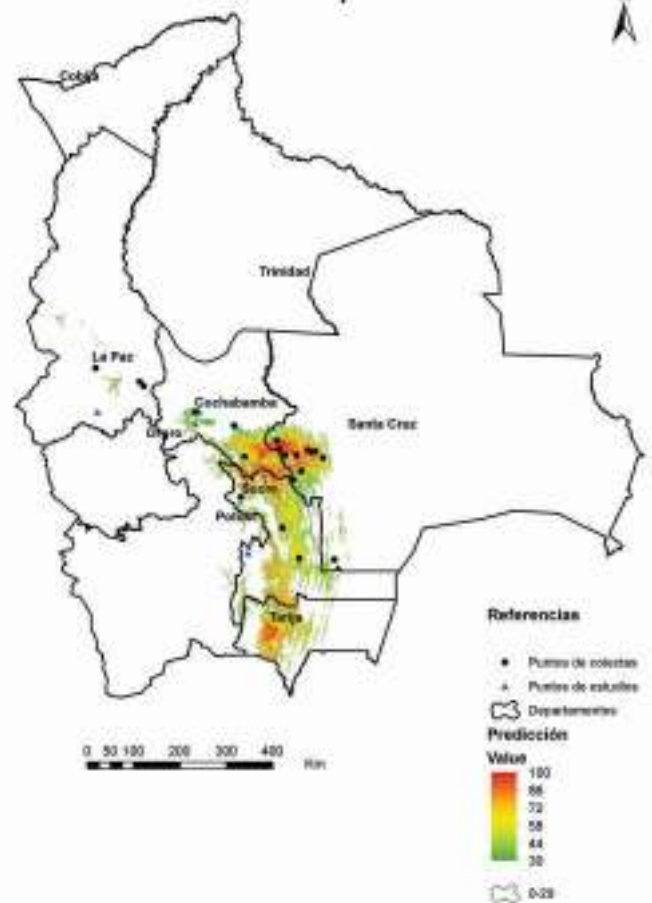 Cobija
Trinidad
La Paz
Cochabamba
Oruro
Santa Cruz
Sucre
Potosí
Tarija
Referencias
Puntos de colectas
Puntos de estudios
Departamentos
Predicción
Value
100
86
72
58
44
30
0-29
0 50 100 200 300 400
Km